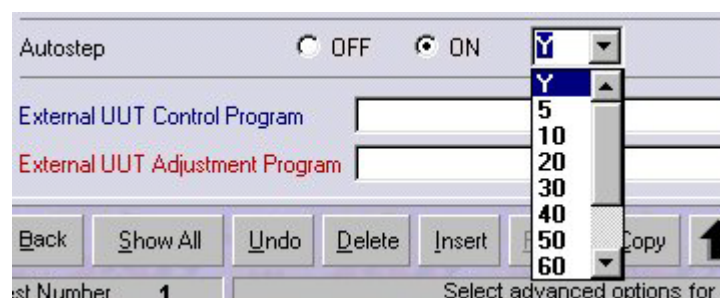 Autostep OFF ON Y
Y
5
External UUT Control Program
10
20
External UUT Adjustment Program
30
40
Back Show All Undo Delete Insert Copy
50
60
est Number 1 Select advanced options for